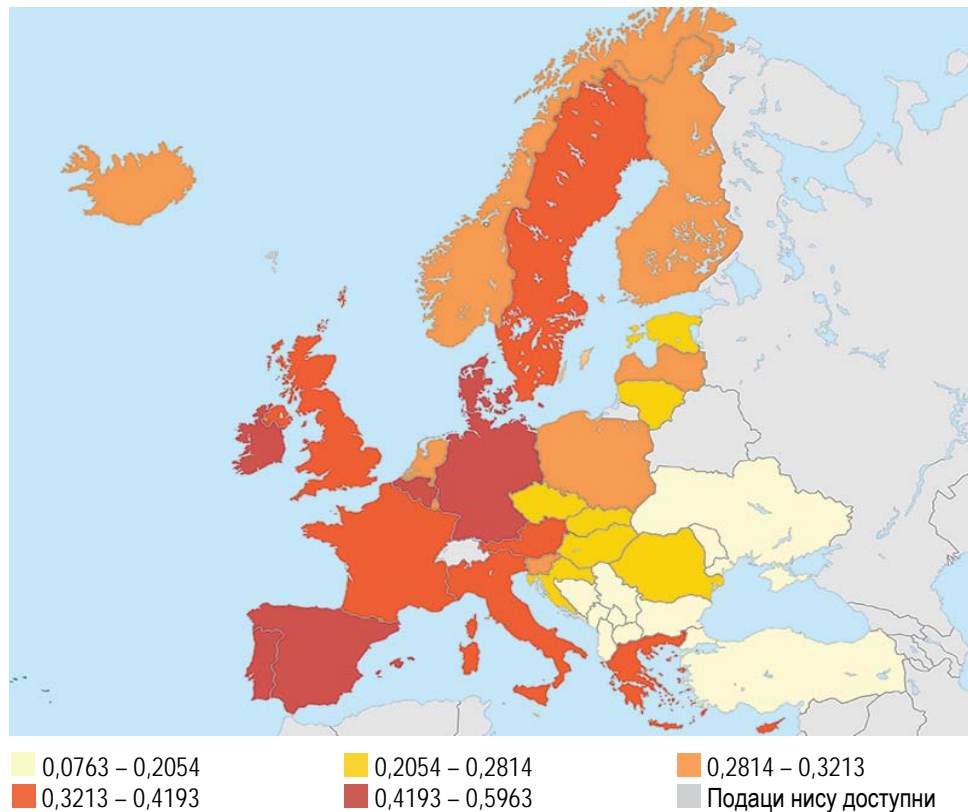 0,0763 – 0,2054 0,2054 – 0,2814 0,2814 – 0,3213
0,3213 – 0,4193 0,4193 – 0,5963 Подаци нису доступни